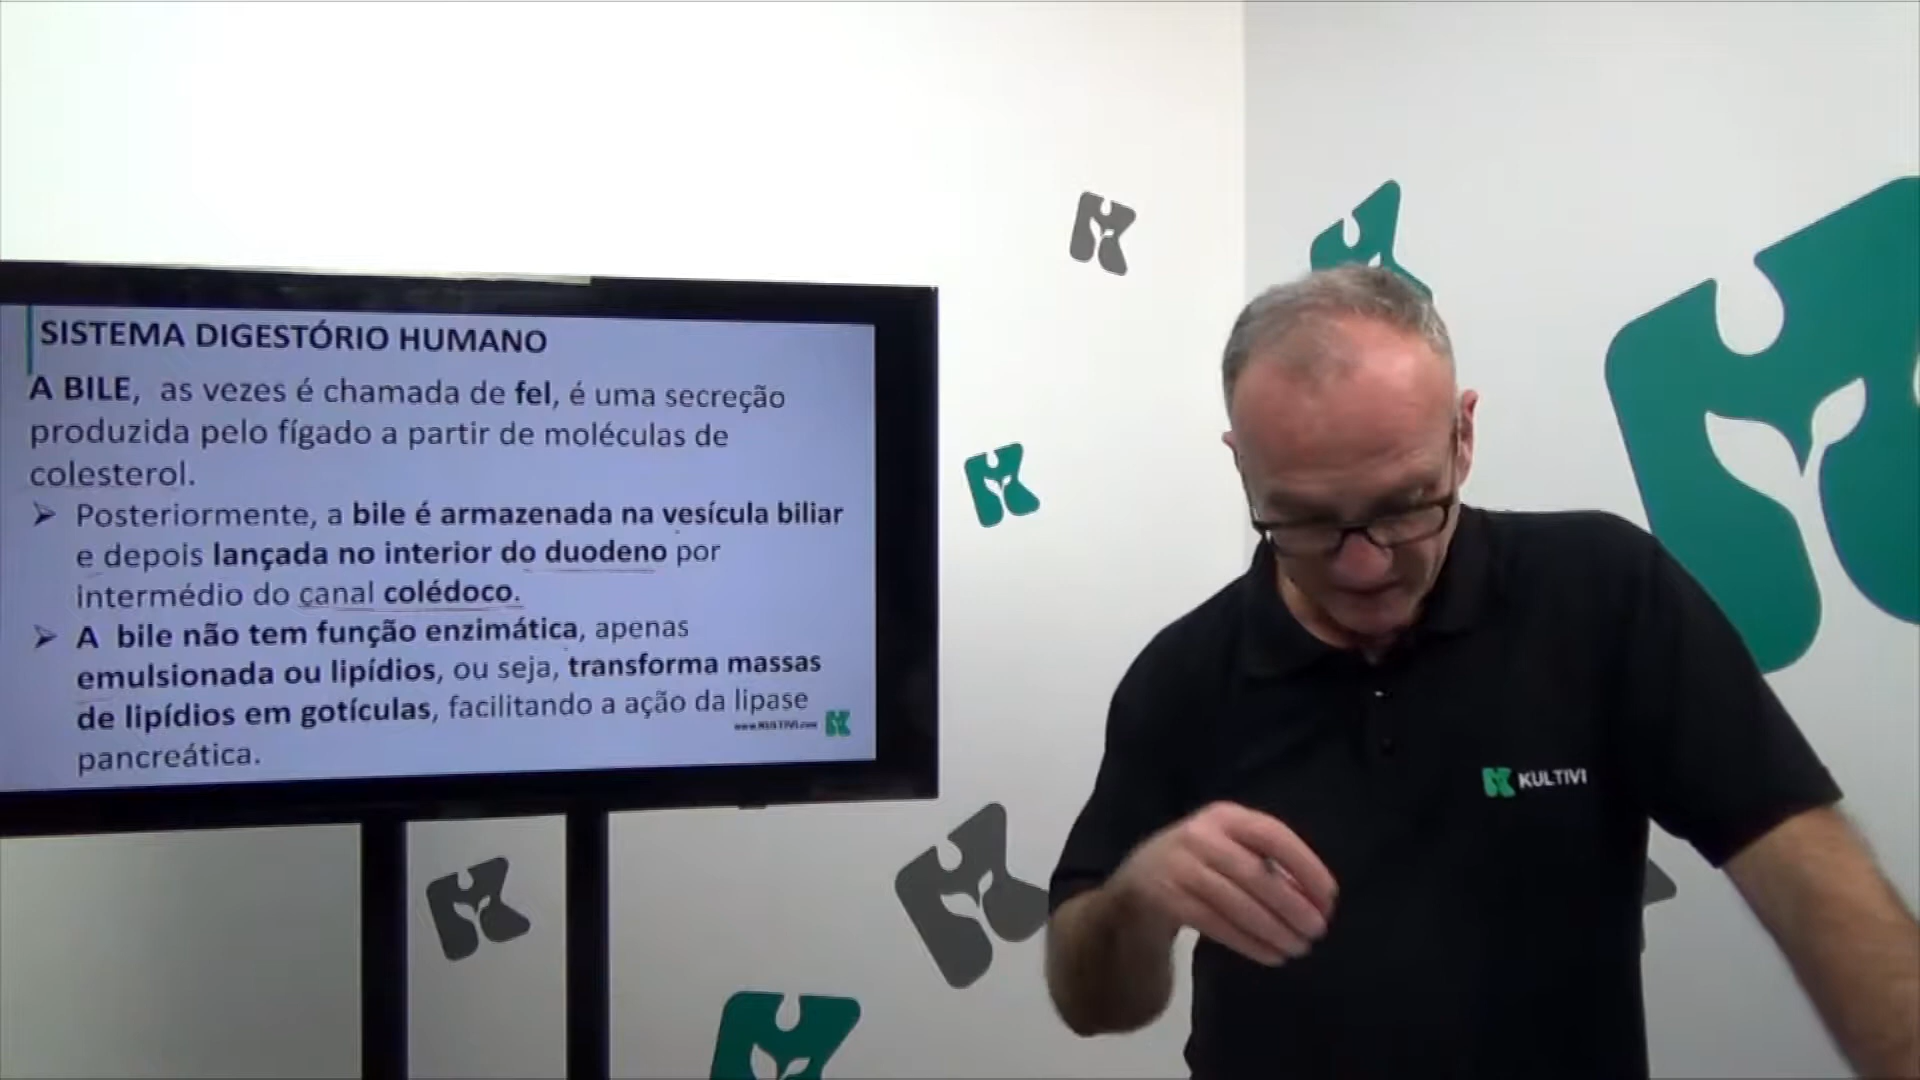 SISTEMA DIGESTÓRIO HUMANO
A BILE, as vezes é chamada de fel, é uma secreção
produzida pelo fígado a partir de moléculas de
colesterol.
➢ Posteriormente, a bile é armazenada na vesícula biliar
e depois lançada no interior do duodeno por
intermédio do canal colédoco.
➢ A bile não tem função enzimática, apenas
emulsionada ou lipídios, ou seja, transforma massas
de lipídios em gotículas, facilitando a ação da lipase
www.KULTIVI.com
pancreática.
KULTIVI